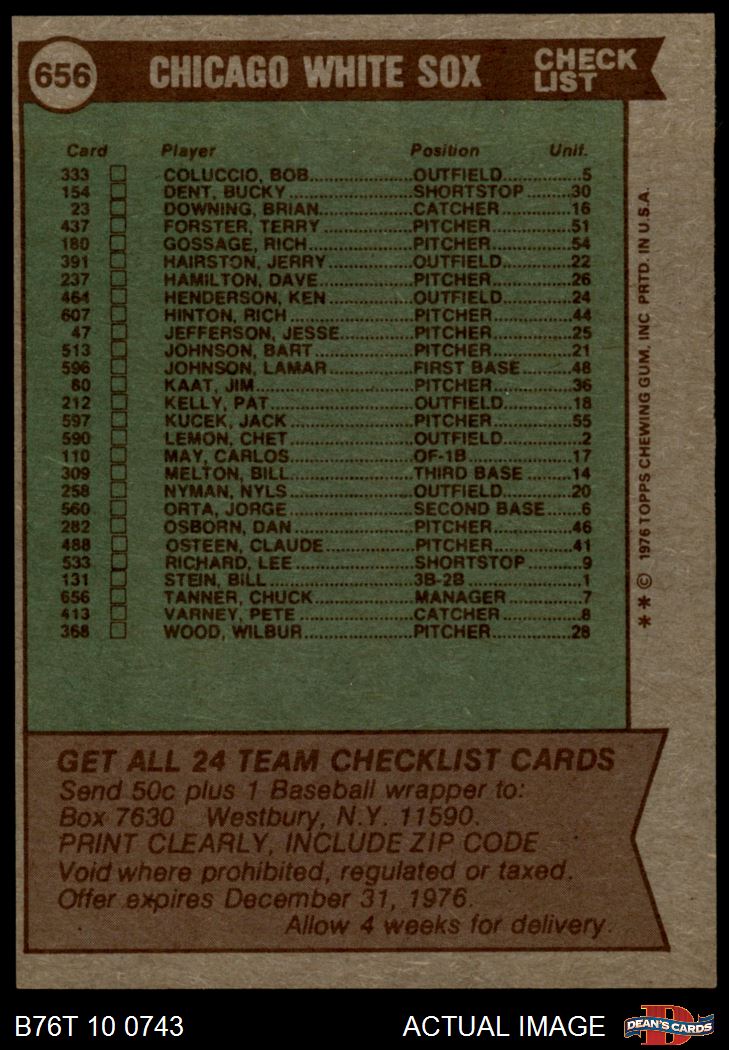 656 CHICAGO WHITE SOX CHECK LIST
Card Player Position Unif.
333 COLUCCIO, BOB OUTFIELD 5
154 DENT, BUCKY SHORTSTOP 30
23 DOWNING, BRIAN CATCHER 16
437 FORSTER, TERRY PITCHER 51
180 GOSSAGE, RICH PITCHER 54
391 HAIRSTON, JERRY OUTFIELD 22
237 HAMILTON, DAVE PITCHER 26
464 HENDERSON, KEN OUTFIELD 24
607 HINTON, RICH PITCHER 44
47 JEFFERSON, JESSE PITCHER 25
513 JOHNSON, BART PITCHER 21
596 JOHNSON, LAMAR FIRST BASE 48
80 KAAT, JIM PITCHER 36
212 KELLY, PAT OUTFIELD 18
597 KUCEK, JACK PITCHER 55
590 LEMON, CHET OUTFIELD 2
110 MAY, CARLOS OF-1B 17
309 MELTON, BILL THIRD BASE 14
258 NYMAN, NYLS OUTFIELD 20
560 ORTA, JORGE SECOND BASE 6
282 OSBORN, DAN PITCHER 46
488 OSTEEN, CLAUDE PITCHER 41
533 RICHARD, LEE SHORTSTOP 9
131 STEIN, BILL 3B-2B 1
656 TANNER, CHUCK MANAGER 7
413 VARNEY, PETE CATCHER 8
368 WOOD, WILBUR PITCHER 28
* * © 1976 TOPPS CHEWING GUM, INC PRTD. IN U.S.A.
GET ALL 24 TEAM CHECKLIST CARDS
Send 50c plus 1 Baseball wrapper to:
Box 7630 Westbury, N.Y. 11590.
PRINT CLEARLY, INCLUDE ZIP CODE
Void where prohibited, regulated or taxed.
Offer expires December 31, 1976.
Allow 4 weeks for delivery.
B76T 10 0743 ACTUAL IMAGE DEAN'S CARDS